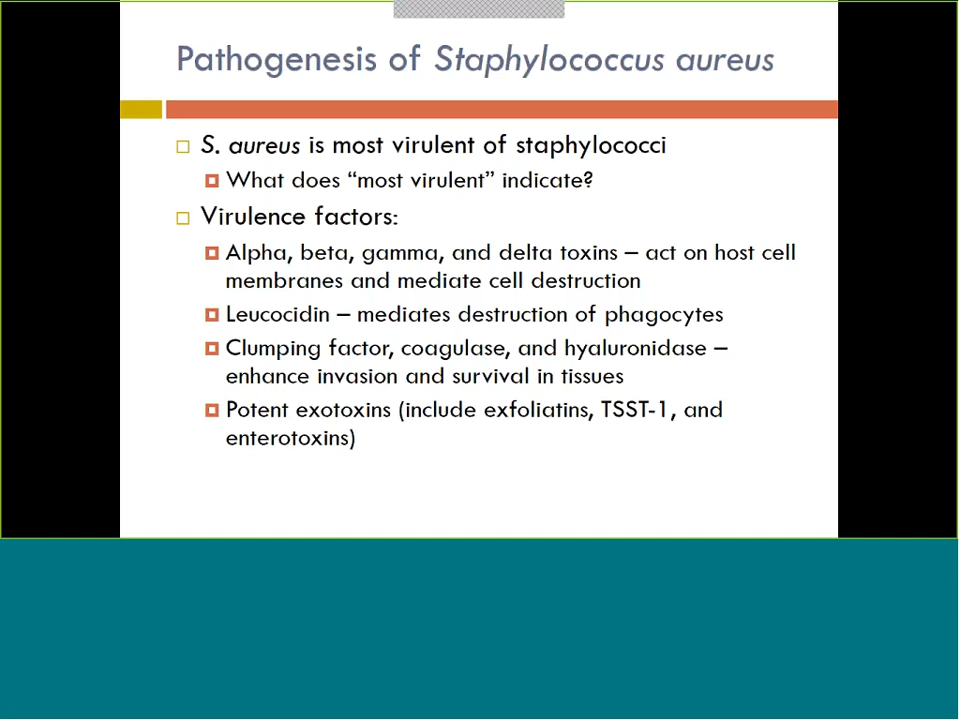 Pathogenesis of Staphylococcus aureus
S. aureus is most virulent of staphylococci
What does “most virulent” indicate?
Virulence factors:
Alpha, beta, gamma, and delta toxins – act on host cell
membranes and mediate cell destruction
Leucocidin – mediates destruction of phagocytes
Clumping factor, coagulase, and hyaluronidase –
enhance invasion and survival in tissues
Potent exotoxins (include exfoliatins, TSST-1, and
enterotoxins)